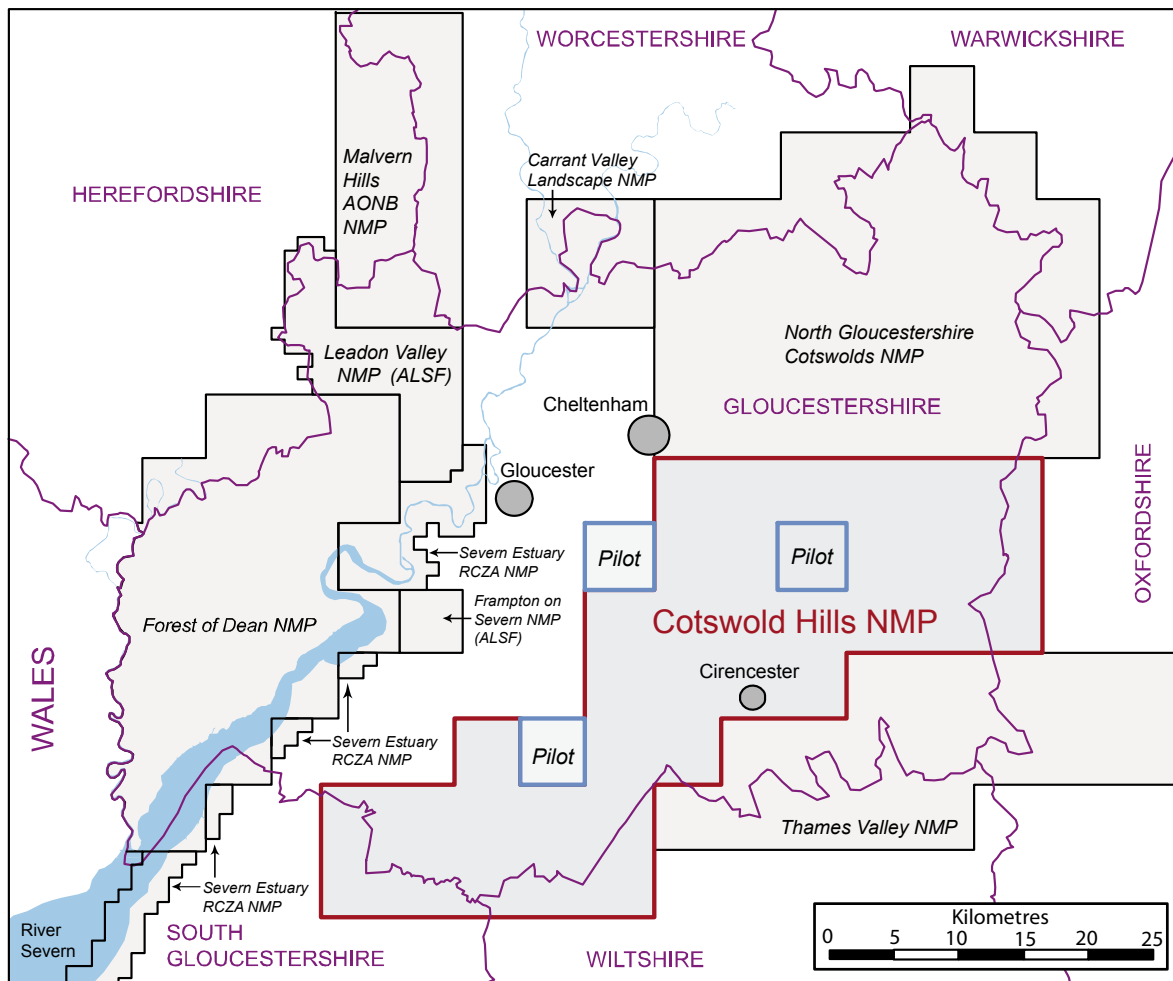 WORCESTERSHIRE
WARWICKSHIRE
Malvern
Hills
AONB
NMP
Carrant Valley
Landscape NMP
HEREFORDSHIRE
North Gloucestershire
Cotswolds NMP
Leadon Valley
NMP (ALSF)
Cheltenham
GLOUCESTERSHIRE
Gloucester
OXFORDSHIRE
Pilot
Pilot
Severn Estuary
RCZA NMP
Frampton on
Severn NMP
(ALSF)
Forest of Dean NMP
Cotswold Hills NMP
WALES
Cirencester
Severn Estuary
RCZA NMP
Pilot
Thames Valley NMP
Severn Estuary
RCZA NMP
River
Severn
SOUTH
GLOUCESTERSHIRE
WILTSHIRE
Kilometres
0 5 10 15 20 25